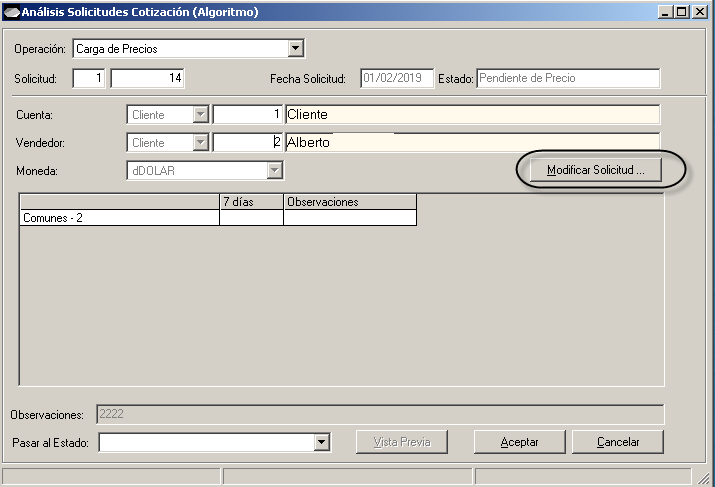 Análisis Solicitudes Cotización (Algoritmo)
Operación: Carga de Precios
Solicitud: 1 14 Fecha Solicitud: 01/02/2019 Estado: Pendiente de Precio
Cuenta: Cliente 1 Cliente
Vendedor: Cliente 2 Alberto
Moneda: dDOLAR Modificar Solicitud ...
7 días Observaciones
Comunes - 2
Observaciones: 2222
Pasar al Estado: Vista Previa Aceptar Cancelar